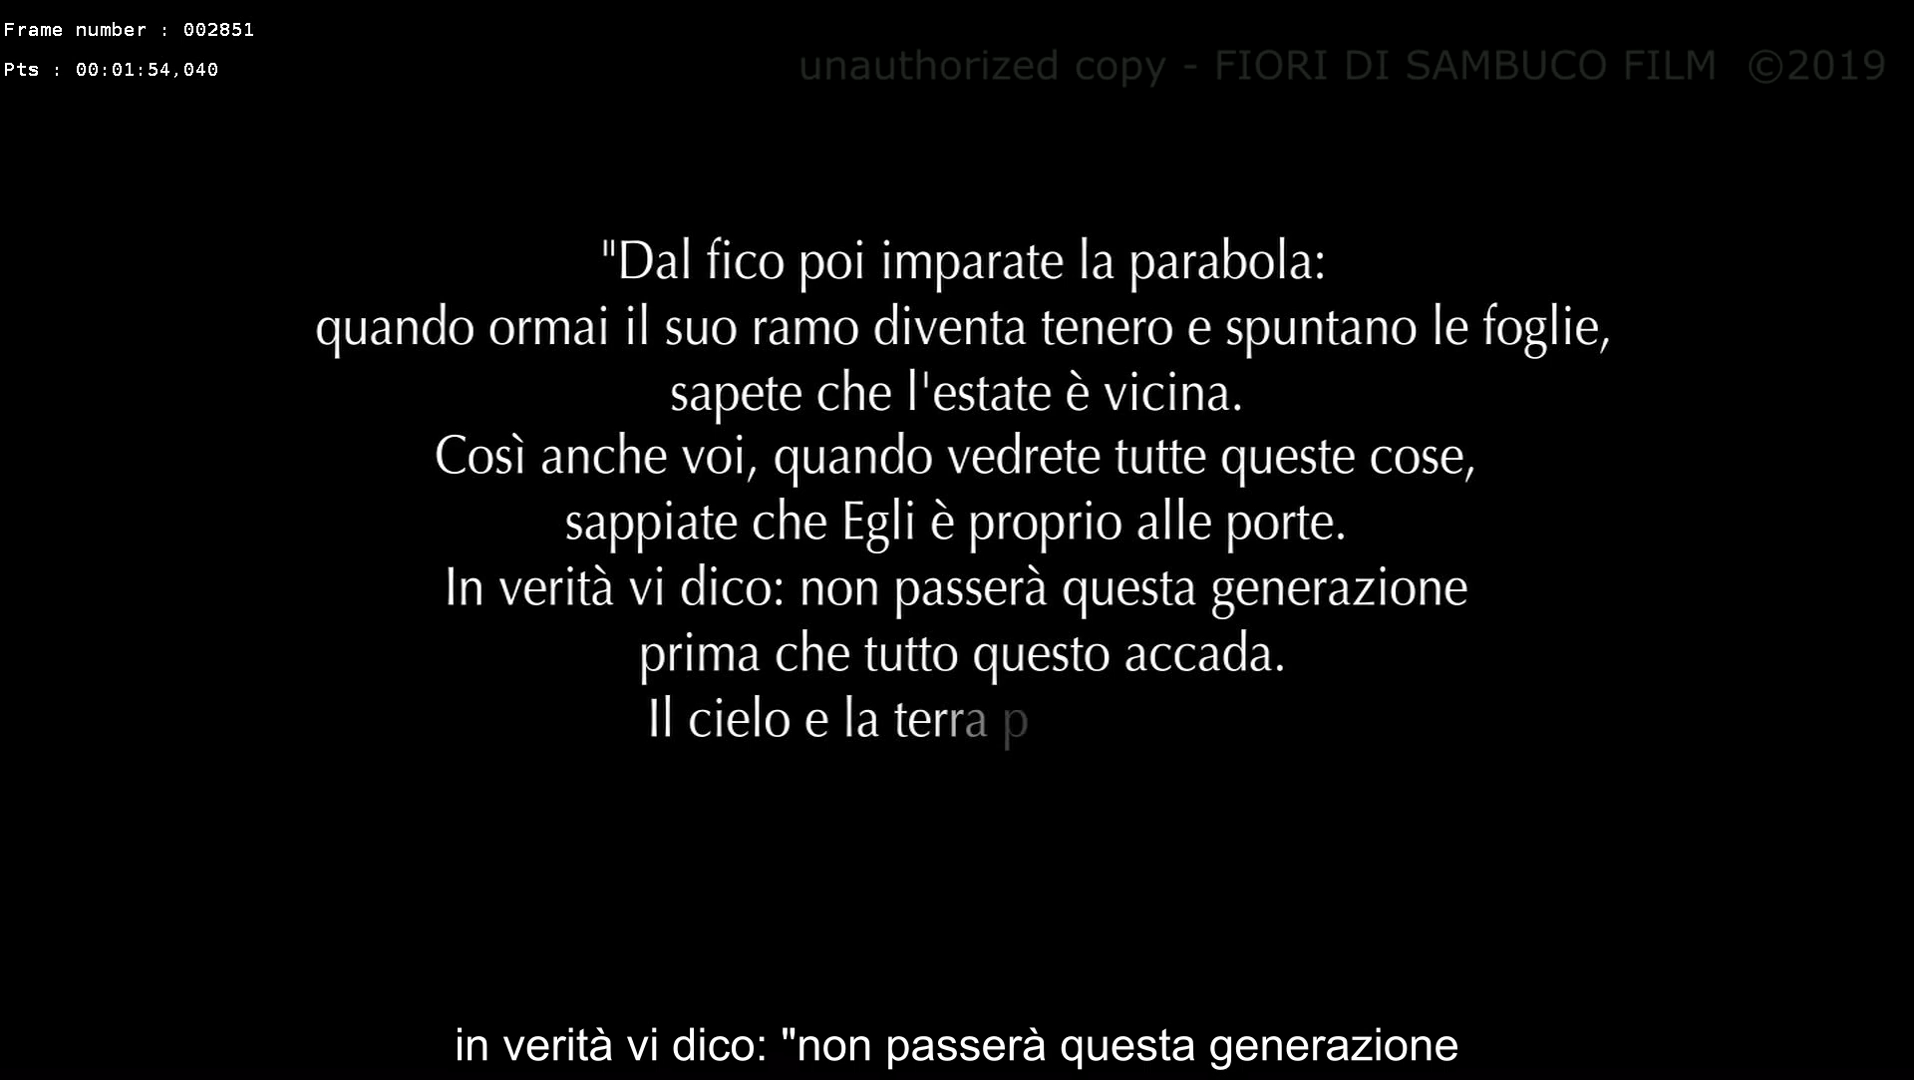 Frame number : 002851
Pts : 00:01:54,040
unauthorized copy - FIORI DI SAMBUCO FILM ©2019
"Dal fico poi imparate la parabola:
quando ormai il suo ramo diventa tenero e spuntano le foglie,
sapete che l'estate è vicina.
Così anche voi, quando vedrete tutte queste cose,
sappiate che Egli è proprio alle porte.
In verità vi dico: non passerà questa generazione
prima che tutto questo accada.
Il cielo e la terra p
in verità vi dico: "non passerà questa generazione